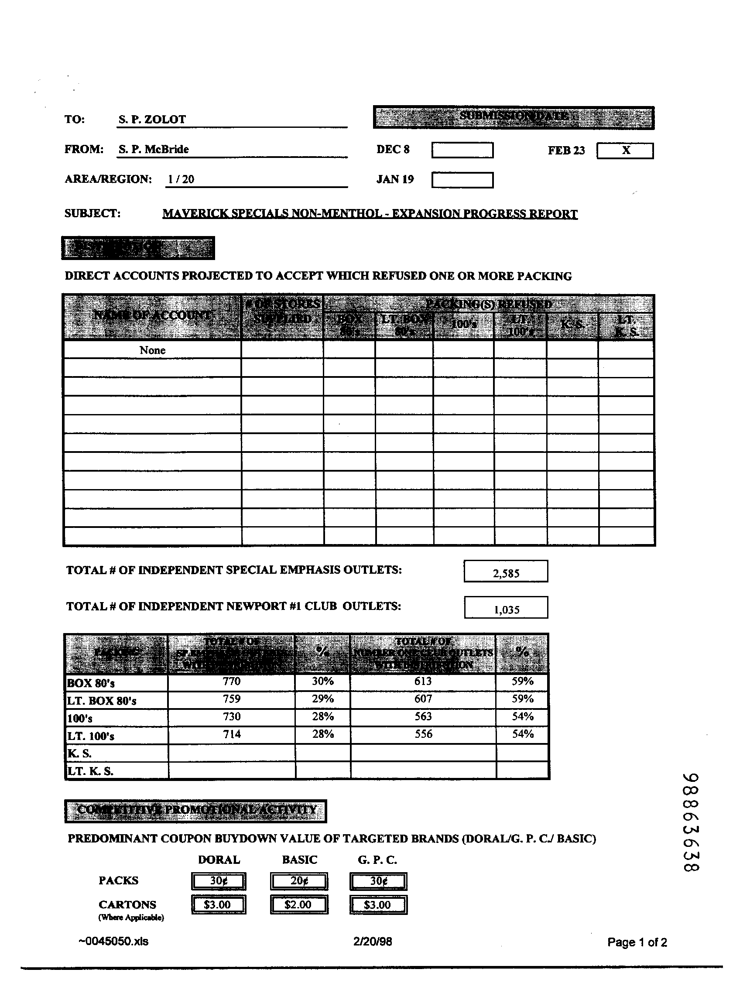 SUBMISSION DATE
TO: S. P. ZOLOT
FROM: S. P. McBride DEC 8 FEB 23 X
AREA/REGION: 1 / 20 JAN 19
SUBJECT: MAVERICK SPECIALS NON-MENTHOL - EXPANSION PROGRESS REPORT
DISTRIBUTION
DIRECT ACCOUNTS PROJECTED TO ACCEPT WHICH REFUSED ONE OR MORE PACKING
NAME OF ACCOUNT # OF STORES SUPPLIED PACKING(S) REFUSED
BOX 80's LT. BOX 80's 100's LT. 100's K. S. LT. K. S.
None
TOTAL # OF INDEPENDENT SPECIAL EMPHASIS OUTLETS: 2,585
TOTAL # OF INDEPENDENT NEWPORT #1 CLUB OUTLETS: 1,035
PACKING TOTAL # OF OUTLETS WITH % TOTAL # OF NUMBER ONE CLUB OUTLETS WITH DISTRIBUTION %
BOX 80's 770 30% 613 59%
LT. BOX 80's 759 29% 607 59%
100's 730 28% 563 54%
LT. 100's 714 28% 556 54%
K. S.
LT. K. S.
COMPETITIVE PROMOTIONAL ACTIVITY
PREDOMINANT COUPON BUYDOWN VALUE OF TARGETED BRANDS (DORAL/G. P. C./ BASIC)
DORAL BASIC G. P. C.
PACKS 30¢ 20¢ 30¢
CARTONS $3.00 $2.00 $3.00
(Where Applicable)
~0045050.xls 2/20/98 Page 1 of 2
98863638